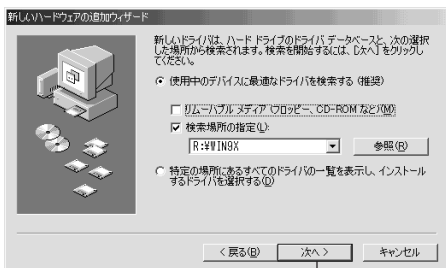 新しいハードウェアの追加ウィザード
新しいドライバは、ハード ドライブのドライバ データベースと、次の選択
した場所から検索されます。検索を開始するには、[次へ] をクリックし
てください。
使用中のデバイスに最適なドライバを検索する (推奨)
リムーバブル メディア (フロッピー、CD-ROM など)(M)
検索場所の指定(L):
R:¥WIN9X
参照(R)
特定の場所にあるすべてのドライバの一覧を表示し、インストール
するドライバを選択する(D)
< 戻る(B)
次へ >
キャンセル